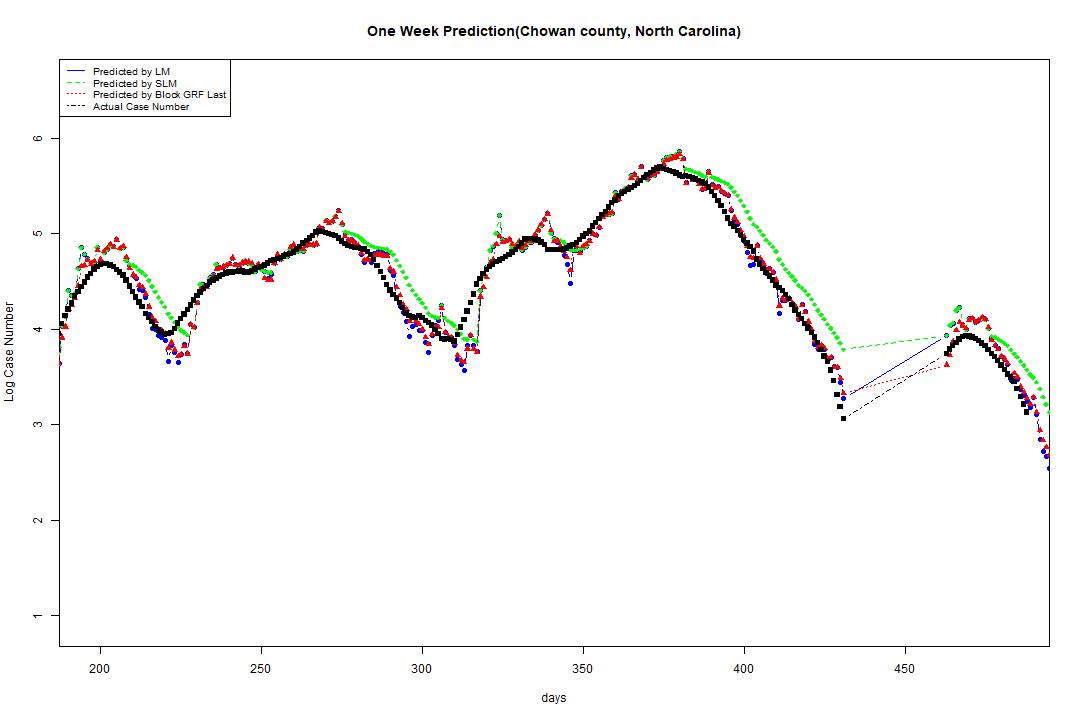 One Week Prediction(Chowan county, North Carolina)
Predicted by LM
Predicted by SLM
Predicted by Block GRF Last
Actual Case Number
Log Case Number
6
5
4
3
2
1
200 250 300 350 400 450
days